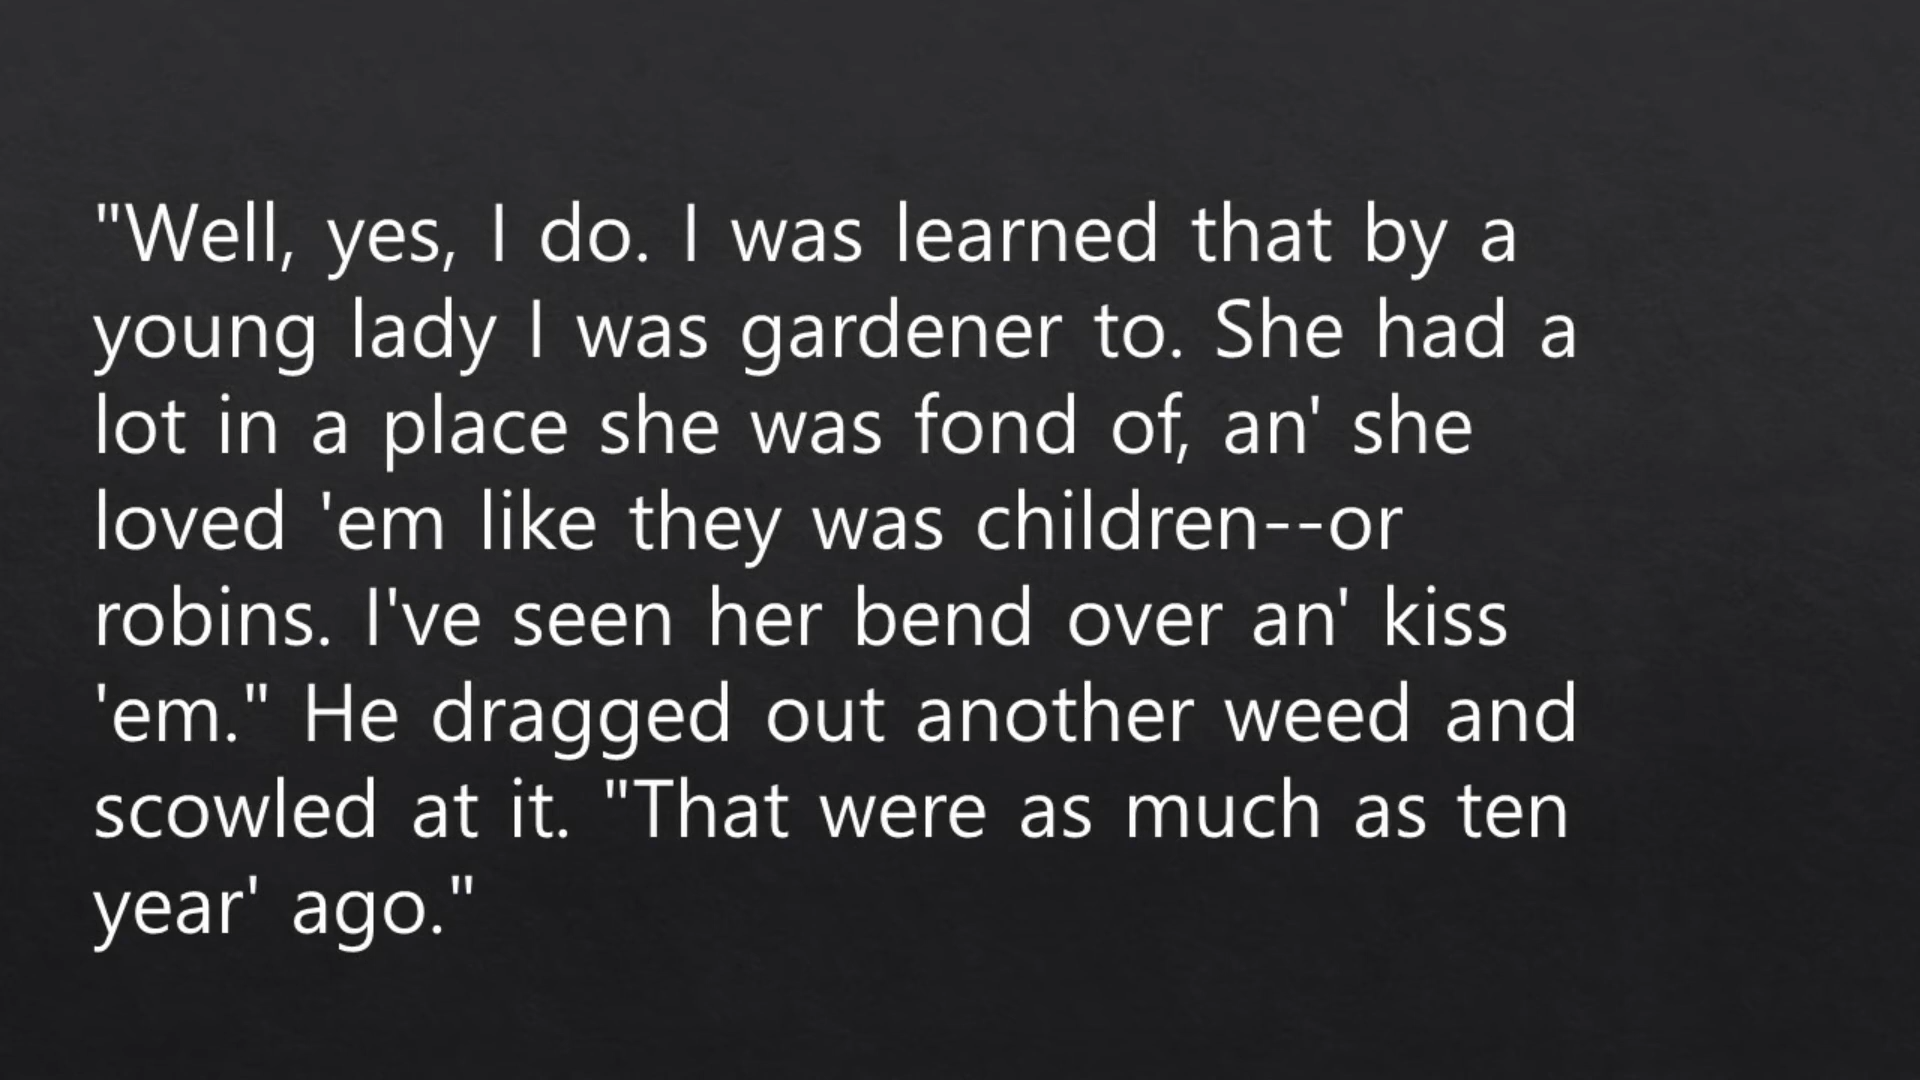 "Well, yes, I do. I was learned that by a
young lady I was gardener to. She had a
lot in a place she was fond of, an' she
loved 'em like they was children--or
robins. I've seen her bend over an' kiss
'em." He dragged out another weed and
scowled at it. "That were as much as ten
year' ago."